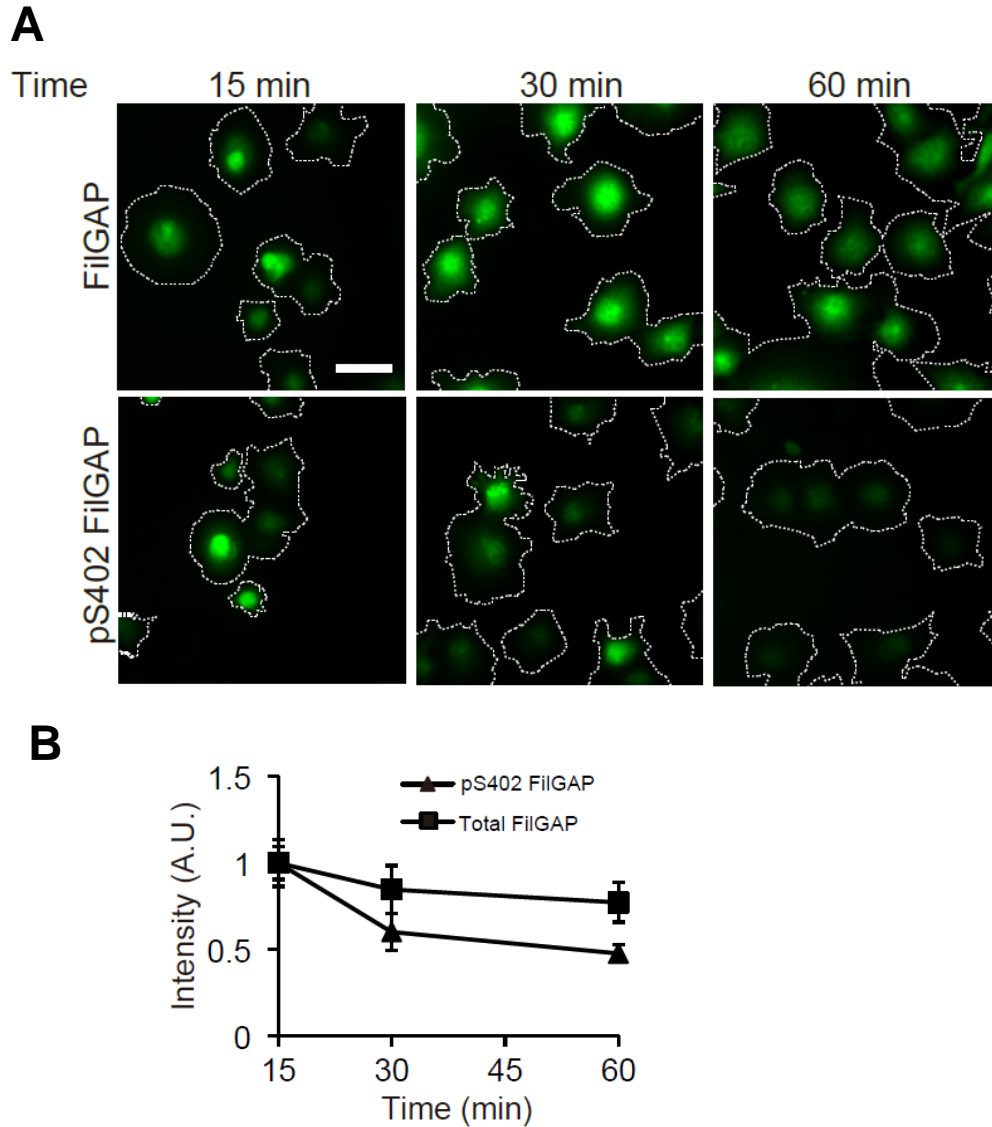 A
Time 15 min 30 min 60 min
FilGAP
pS402 FilGAP
B
1.5
1
0.5
0
Intensity (A.U.)
pS402 FilGAP
Total FilGAP
15 30 45 60
Time (min)